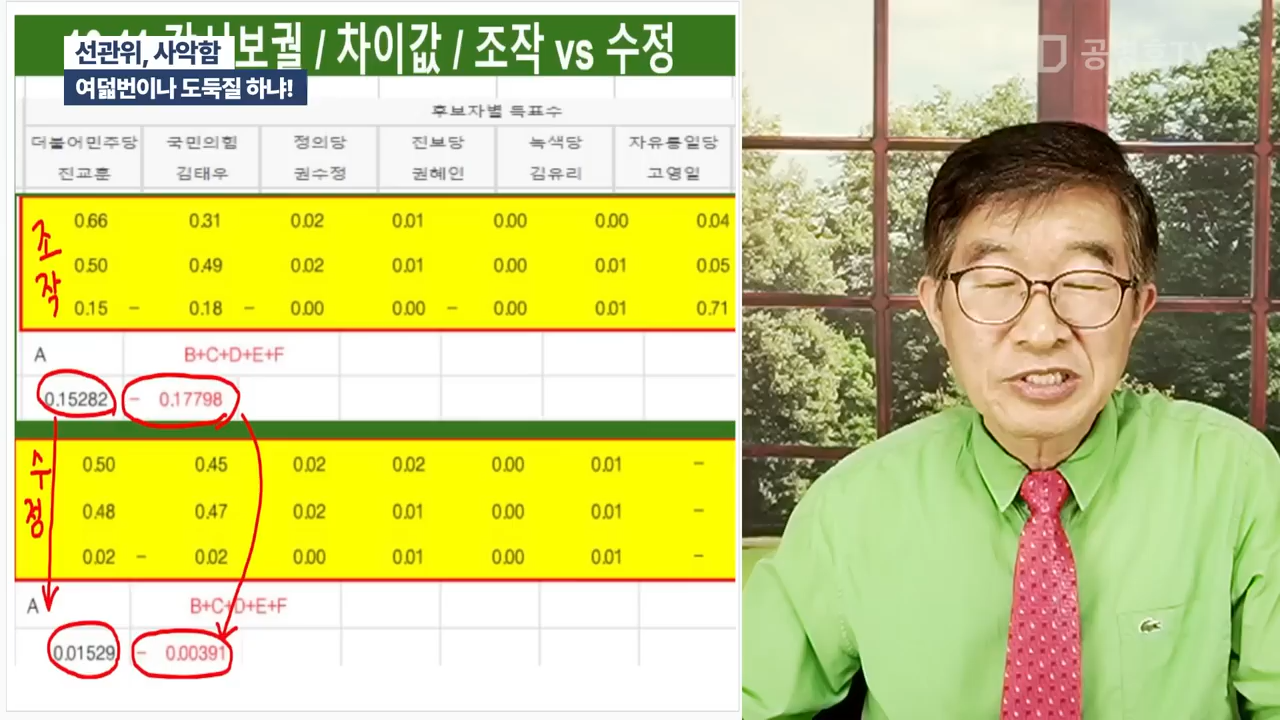 보궐 / 차이값 / 조작 vs 수정
선관위, 사악함
여덟번이나 도둑질 하냐!
후보자별 득표수
더불어민주당 국민의힘 정의당 진보당 녹색당 자유통일당
진교훈 김태우 권수정 권혜인 김유리 고영일
조작
0.66 0.31 0.02 0.01 0.00 0.00 0.04
0.50 0.49 0.02 0.01 0.00 0.01 0.05
0.15 – 0.18 – 0.00 0.00 – 0.00 0.01 0.71
A B+C+D+E+F
0.15282 – 0.17798
수정
0.50 0.45 0.02 0.02 0.00 0.01 –
0.48 0.47 0.02 0.01 0.00 0.01 –
0.02 – 0.02 0.00 0.01 0.00 0.01 –
A B+C+D+E+F
0.01529 – 0.00391